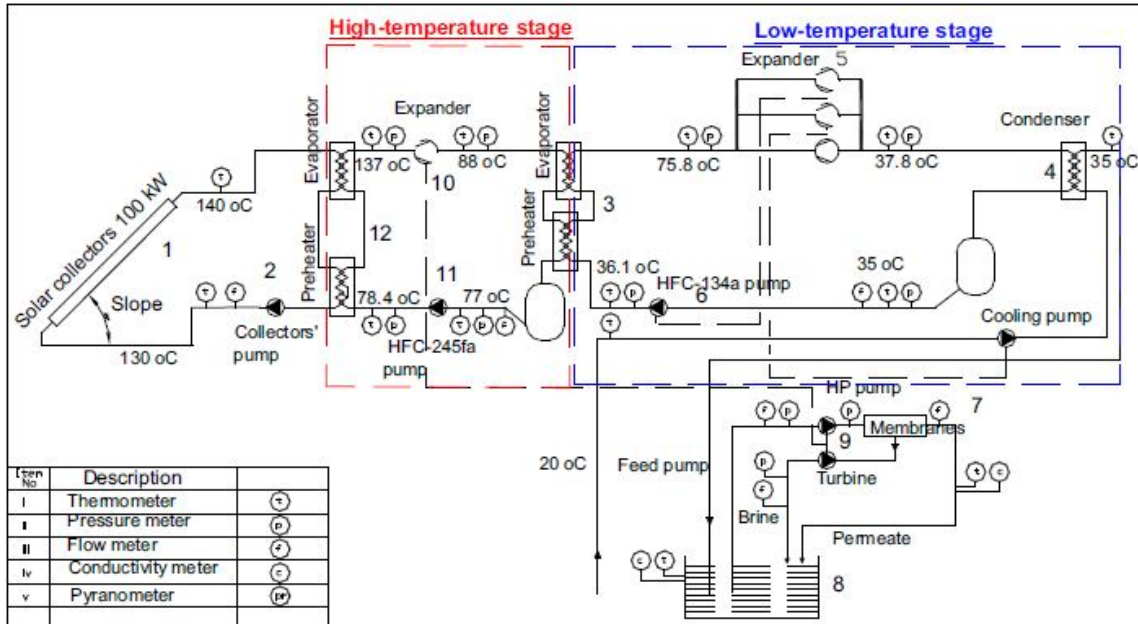 High-temperature stage
Low-temperature stage
Expander 5
Evaporator
Expander
Evaporator
Condenser
t p
t p
t p
t p
t
137 oC
88 oC
75.8 oC
37.8 oC
35 oC
4
10
t
140 oC
3
Solar collectors 100 kW
1
12
Preheater
Preheater
2
11
36.1 oC
HFC-134a pump
35 oC
t f
78.4 oC
77 oC
t p
6
f t p
Slope
Collectors'
pump
t p
t p f
t
Cooling pump
130 oC
HFC-245fa
pump
HP pump
f p
p
f
7
Membranes
9
20 oC
Feed pump
p
Turbine
t c
f
Brine
Permeate
c t
8
Item No
Description
I
Thermometer
t
II
Pressure meter
p
III
Flow meter
f
Iv
Conductivity meter
c
v
Pyranometer
pr